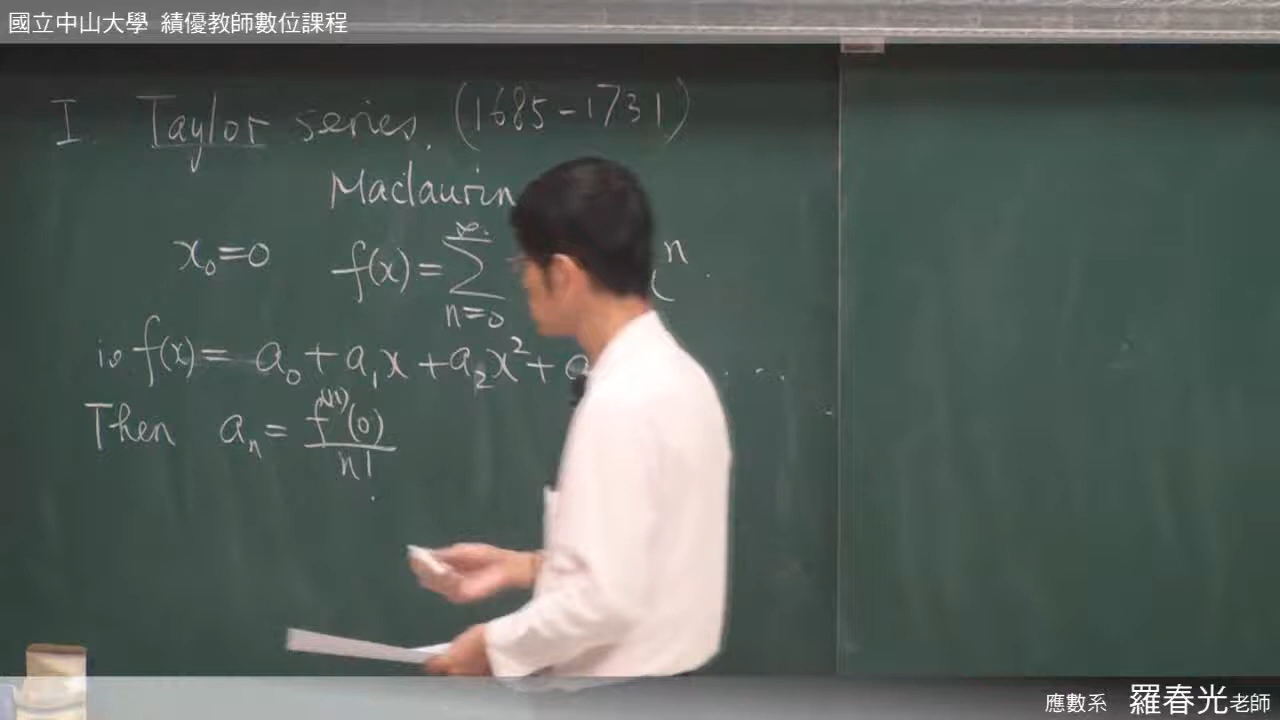 國立中山大學 績優教師數位課程
I. Taylor series. (1685-1731)
Maclaurin
x₀=0 f(x)=∑ n=0 ∞ ⁿ.
f(x)= a₀+a₁x+a₂x²+a ...
Then aₙ= f⁽ⁿ⁾(0) / n!
應數系 羅春光老師